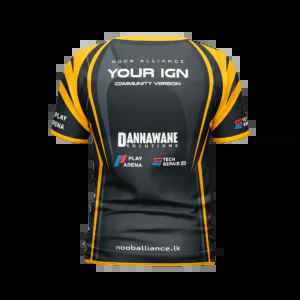 NOOB ALLIANCE
YOUR IGN
COMMUNITY VERSION
DANNAWANE
SOLUTIONS
PLAY
ARENA
TECH
REPAIR
nooballiance.lk